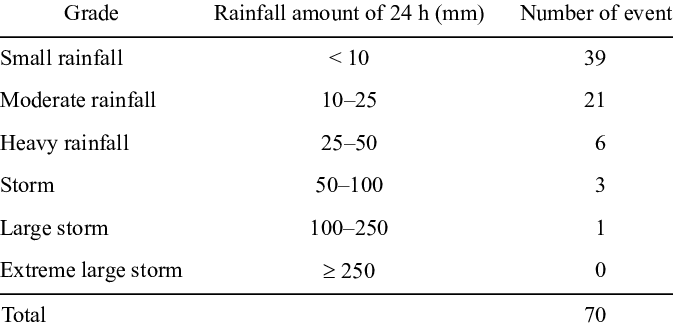 Grade Rainfall amount of 24 h (mm) Number of event
Small rainfall < 10 39
Moderate rainfall 10–25 21
Heavy rainfall 25–50 6
Storm 50–100 3
Large storm 100–250 1
Extreme large storm ≥ 250 0
Total 70